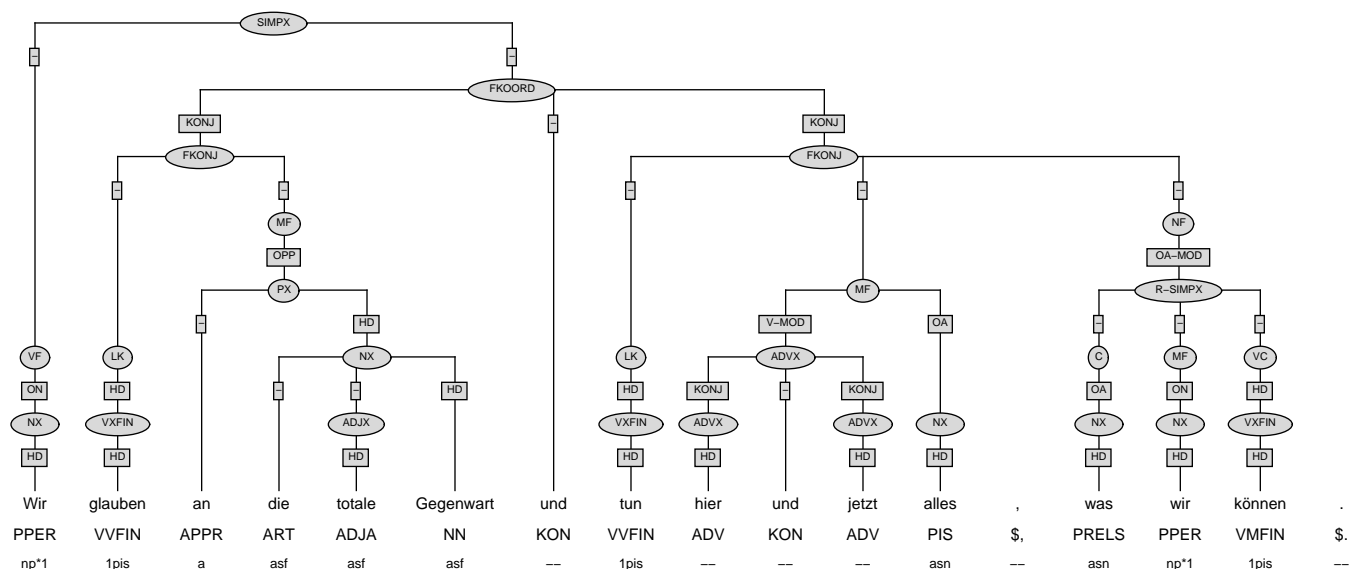 SIMPX
– –
FKOORD
KONJ – KONJ
FKONJ FKONJ
– – – – –
MF NF
OPP OA–MOD
PX MF R–SIMPX
– HD V–MOD OA – – –
VF LK NX LK ADVX C MF VC
ON HD – – HD HD KONJ – KONJ OA ON HD
NX VXFIN ADJX VXFIN ADVX ADVX NX NX NX VXFIN
HD HD HD HD HD HD HD HD HD HD
Wir glauben an die totale Gegenwart und tun hier und jetzt alles , was wir können .
PPER VVFIN APPR ART ADJA NN KON VVFIN ADV KON ADV PIS $, PRELS PPER VMFIN $.
np*1 1pis a asf asf asf –– 1pis –– –– –– asn –– asn np*1 1pis ––